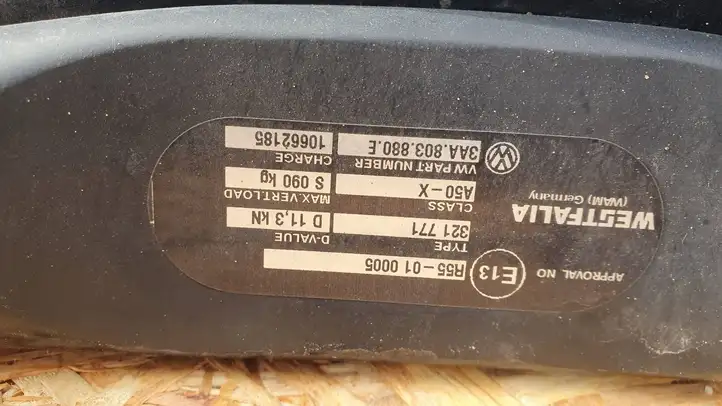 WESTFALIA
(WAM) Germany
APPROVAL NO E13 R55-01 0005
TYPE D-VALUE
321 771 D 11,3 kN
CLASS MAX.VERT.LOAD
A50-X S 090 kg
VW PART NUMBER CHARGE
3AA.803.880.E 10662185